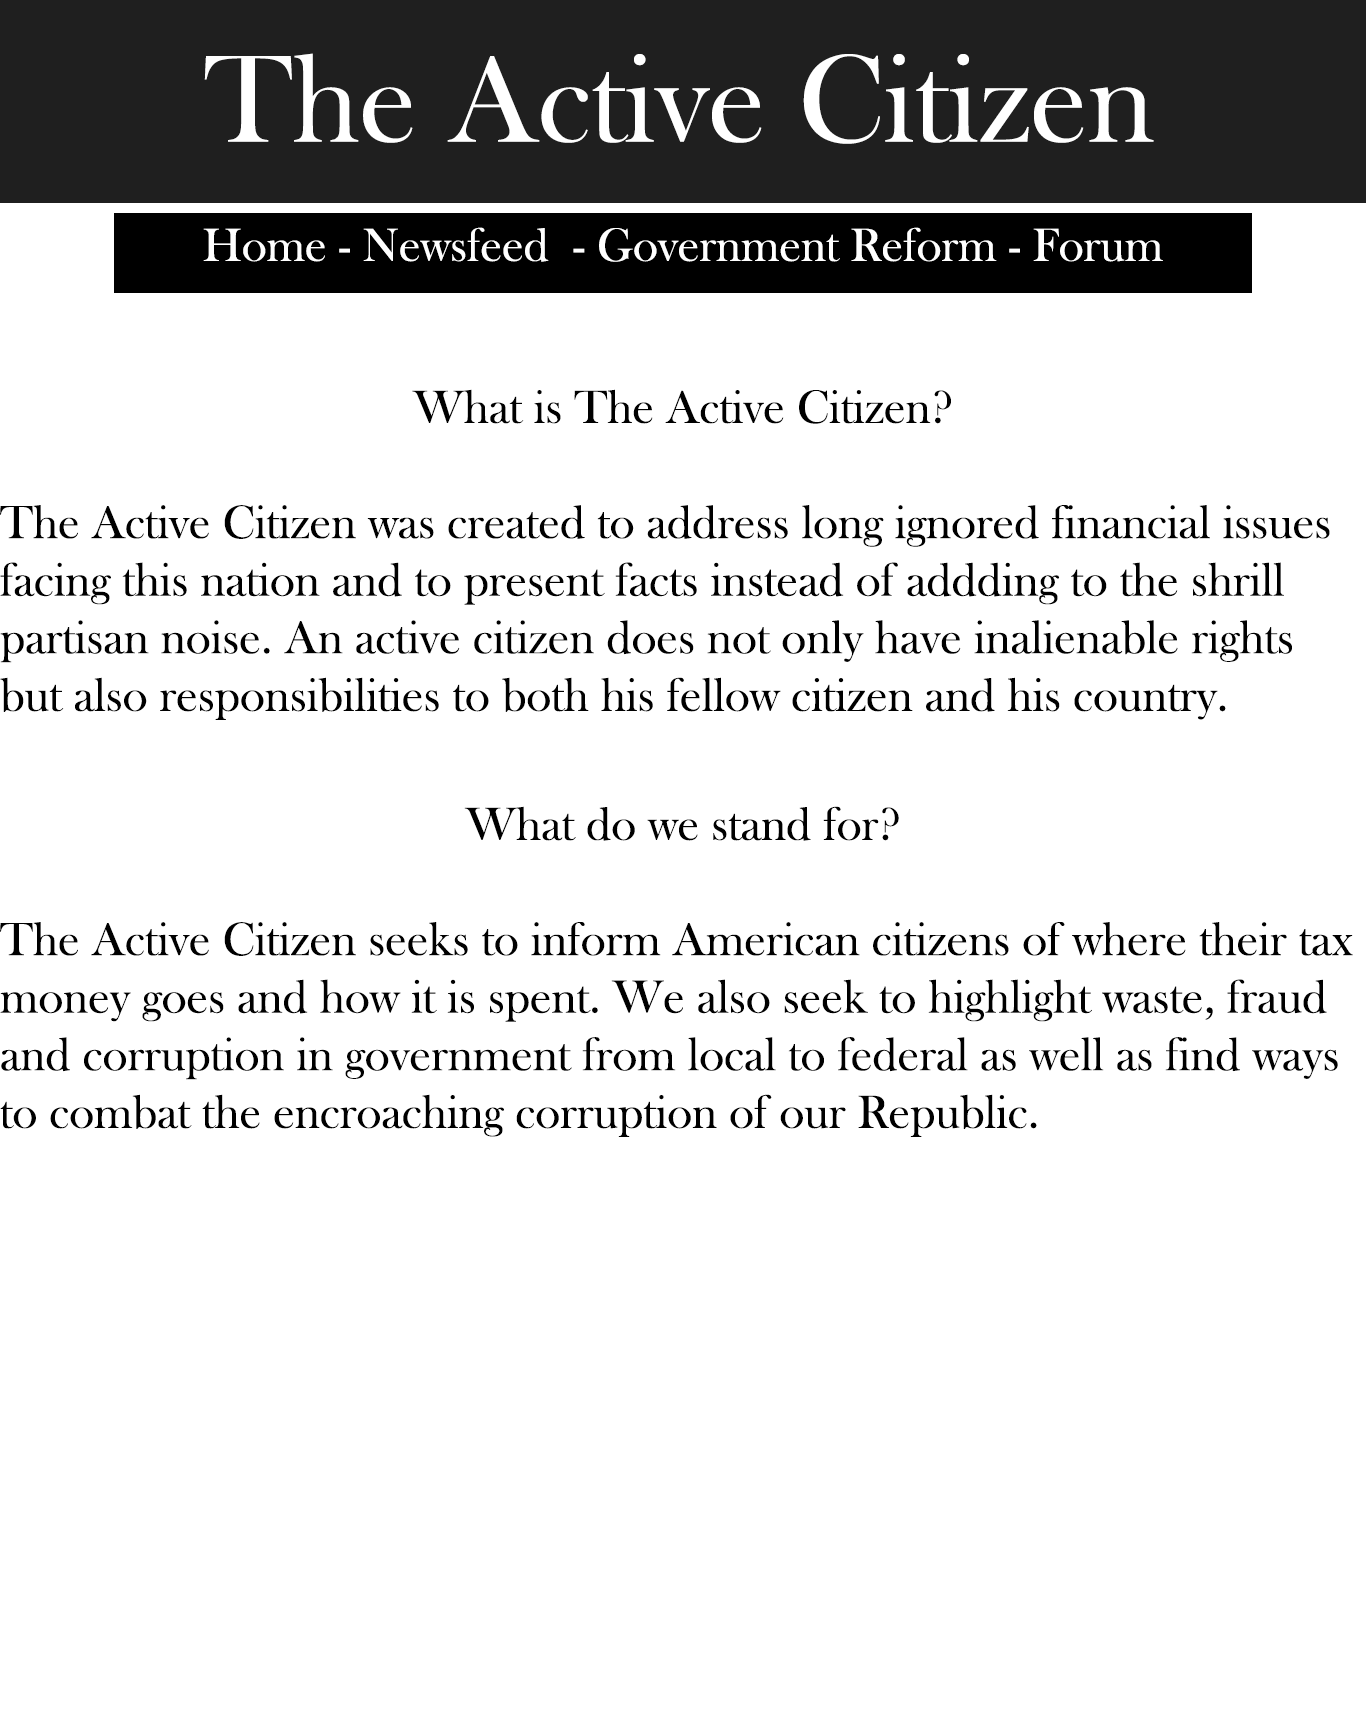 The Active Citizen
Home - Newsfeed  - Government Reform - Forum
What is The Active Citizen?
The Active Citizen was created to address long ignored financial issues
facing this nation and to present facts instead of addding to the shrill
partisan noise. An active citizen does not only have inalienable rights
but also responsibilities to both his fellow citizen and his country.
What do we stand for?
The Active Citizen seeks to inform American citizens of where their tax
money goes and how it is spent. We also seek to highlight waste, fraud
and corruption in government from local to federal as well as find ways
to combat the encroaching corruption of our Republic.